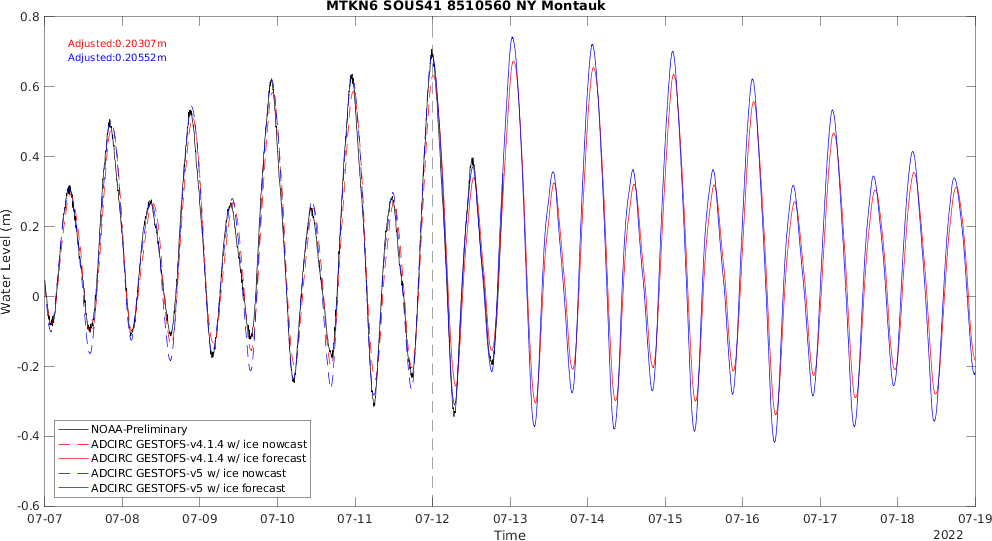 MTKN6 SOUS41 8510560 NY Montauk
Adjusted:0.20307m
Adjusted:0.20552m
0.8
0.6
0.4
0.2
0
-0.2
-0.4
-0.6
Water Level (m)
NOAA-Preliminary
ADCIRC GESTOFS-v4.1.4 w/ ice nowcast
ADCIRC GESTOFS-v4.1.4 w/ ice forecast
ADCIRC GESTOFS-v5 w/ ice nowcast
ADCIRC GESTOFS-v5 w/ ice forecast
07-07 07-08 07-09 07-10 07-11 07-12 07-13 07-14 07-15 07-16 07-17 07-18 07-19
Time
2022